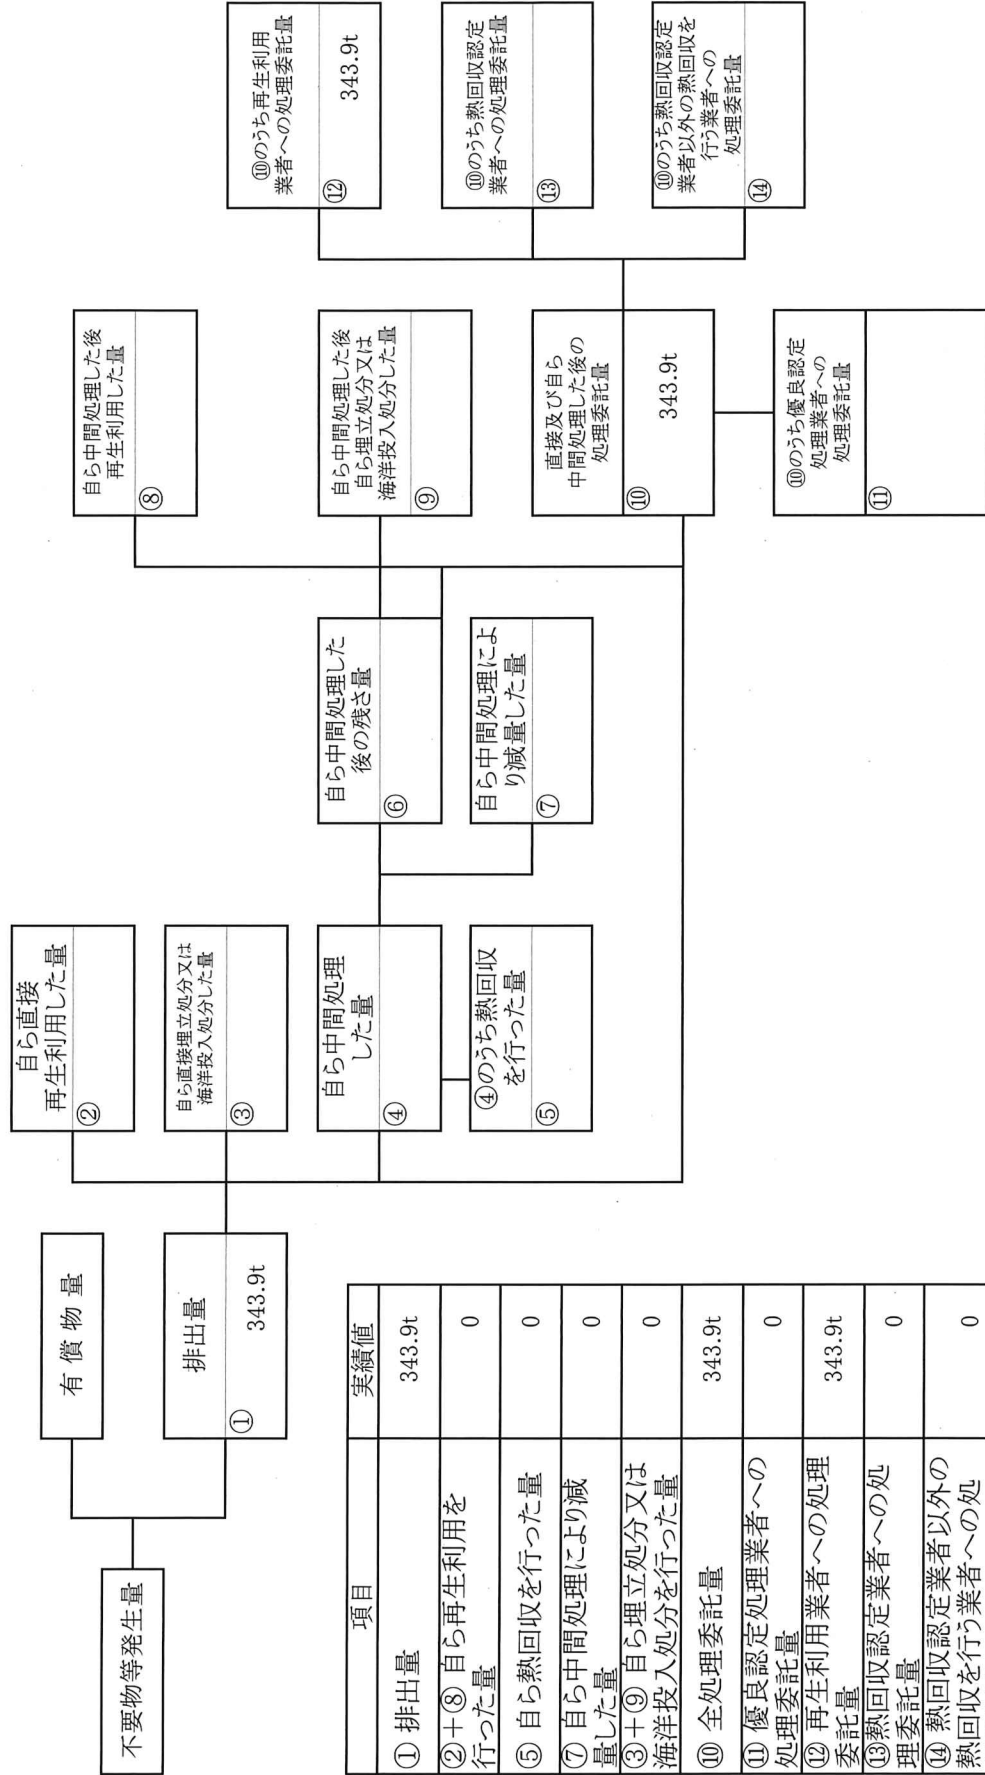 不要物等発生量
有償物量
排出量
①
343.9t
自ら直接
再生利用した量
②
自ら直接埋立処分又は
海洋投入処分した量
③
自ら中間処理
した量
④
④のうち熱回収
を行った量
⑤
自ら中間処理した
後の残さ量
⑥
自ら中間処理によ
り減量した量
⑦
自ら中間処理した後
再生利用した量
⑧
自ら中間処理した後
自ら埋立処分又は
海洋投入処分した量
⑨
直接及び自ら
中間処理した後の
処理委託量
⑩
343.9t
⑩のうち優良認定
処理業者への
処理委託量
⑪
⑩のうち再生利用
業者への処理委託量
⑫
343.9t
⑩のうち熱回収認定
業者への処理委託量
⑬
⑩のうち熱回収認定
業者以外の熱回収を
行う業者への
処理委託量
⑭
項目 実績値
①排出量 343.9t
②+⑧ 自ら再生利用を
行った量 0
⑤ 自ら熱回収を行った量 0
⑦ 自ら中間処理により減
量した量 0
③+⑨ 自ら埋立処分又は
海洋投入処分を行った量 0
⑩ 全処理委託量 343.9t
⑪ 優良認定処理業者への
処理委託量 0
⑫ 再生利用業者への処理
委託量 343.9t
⑬熱回収認定業者への処
理委託量 0
⑭ 熱回収認定業者以外の
熱回収を行う業者への処 0